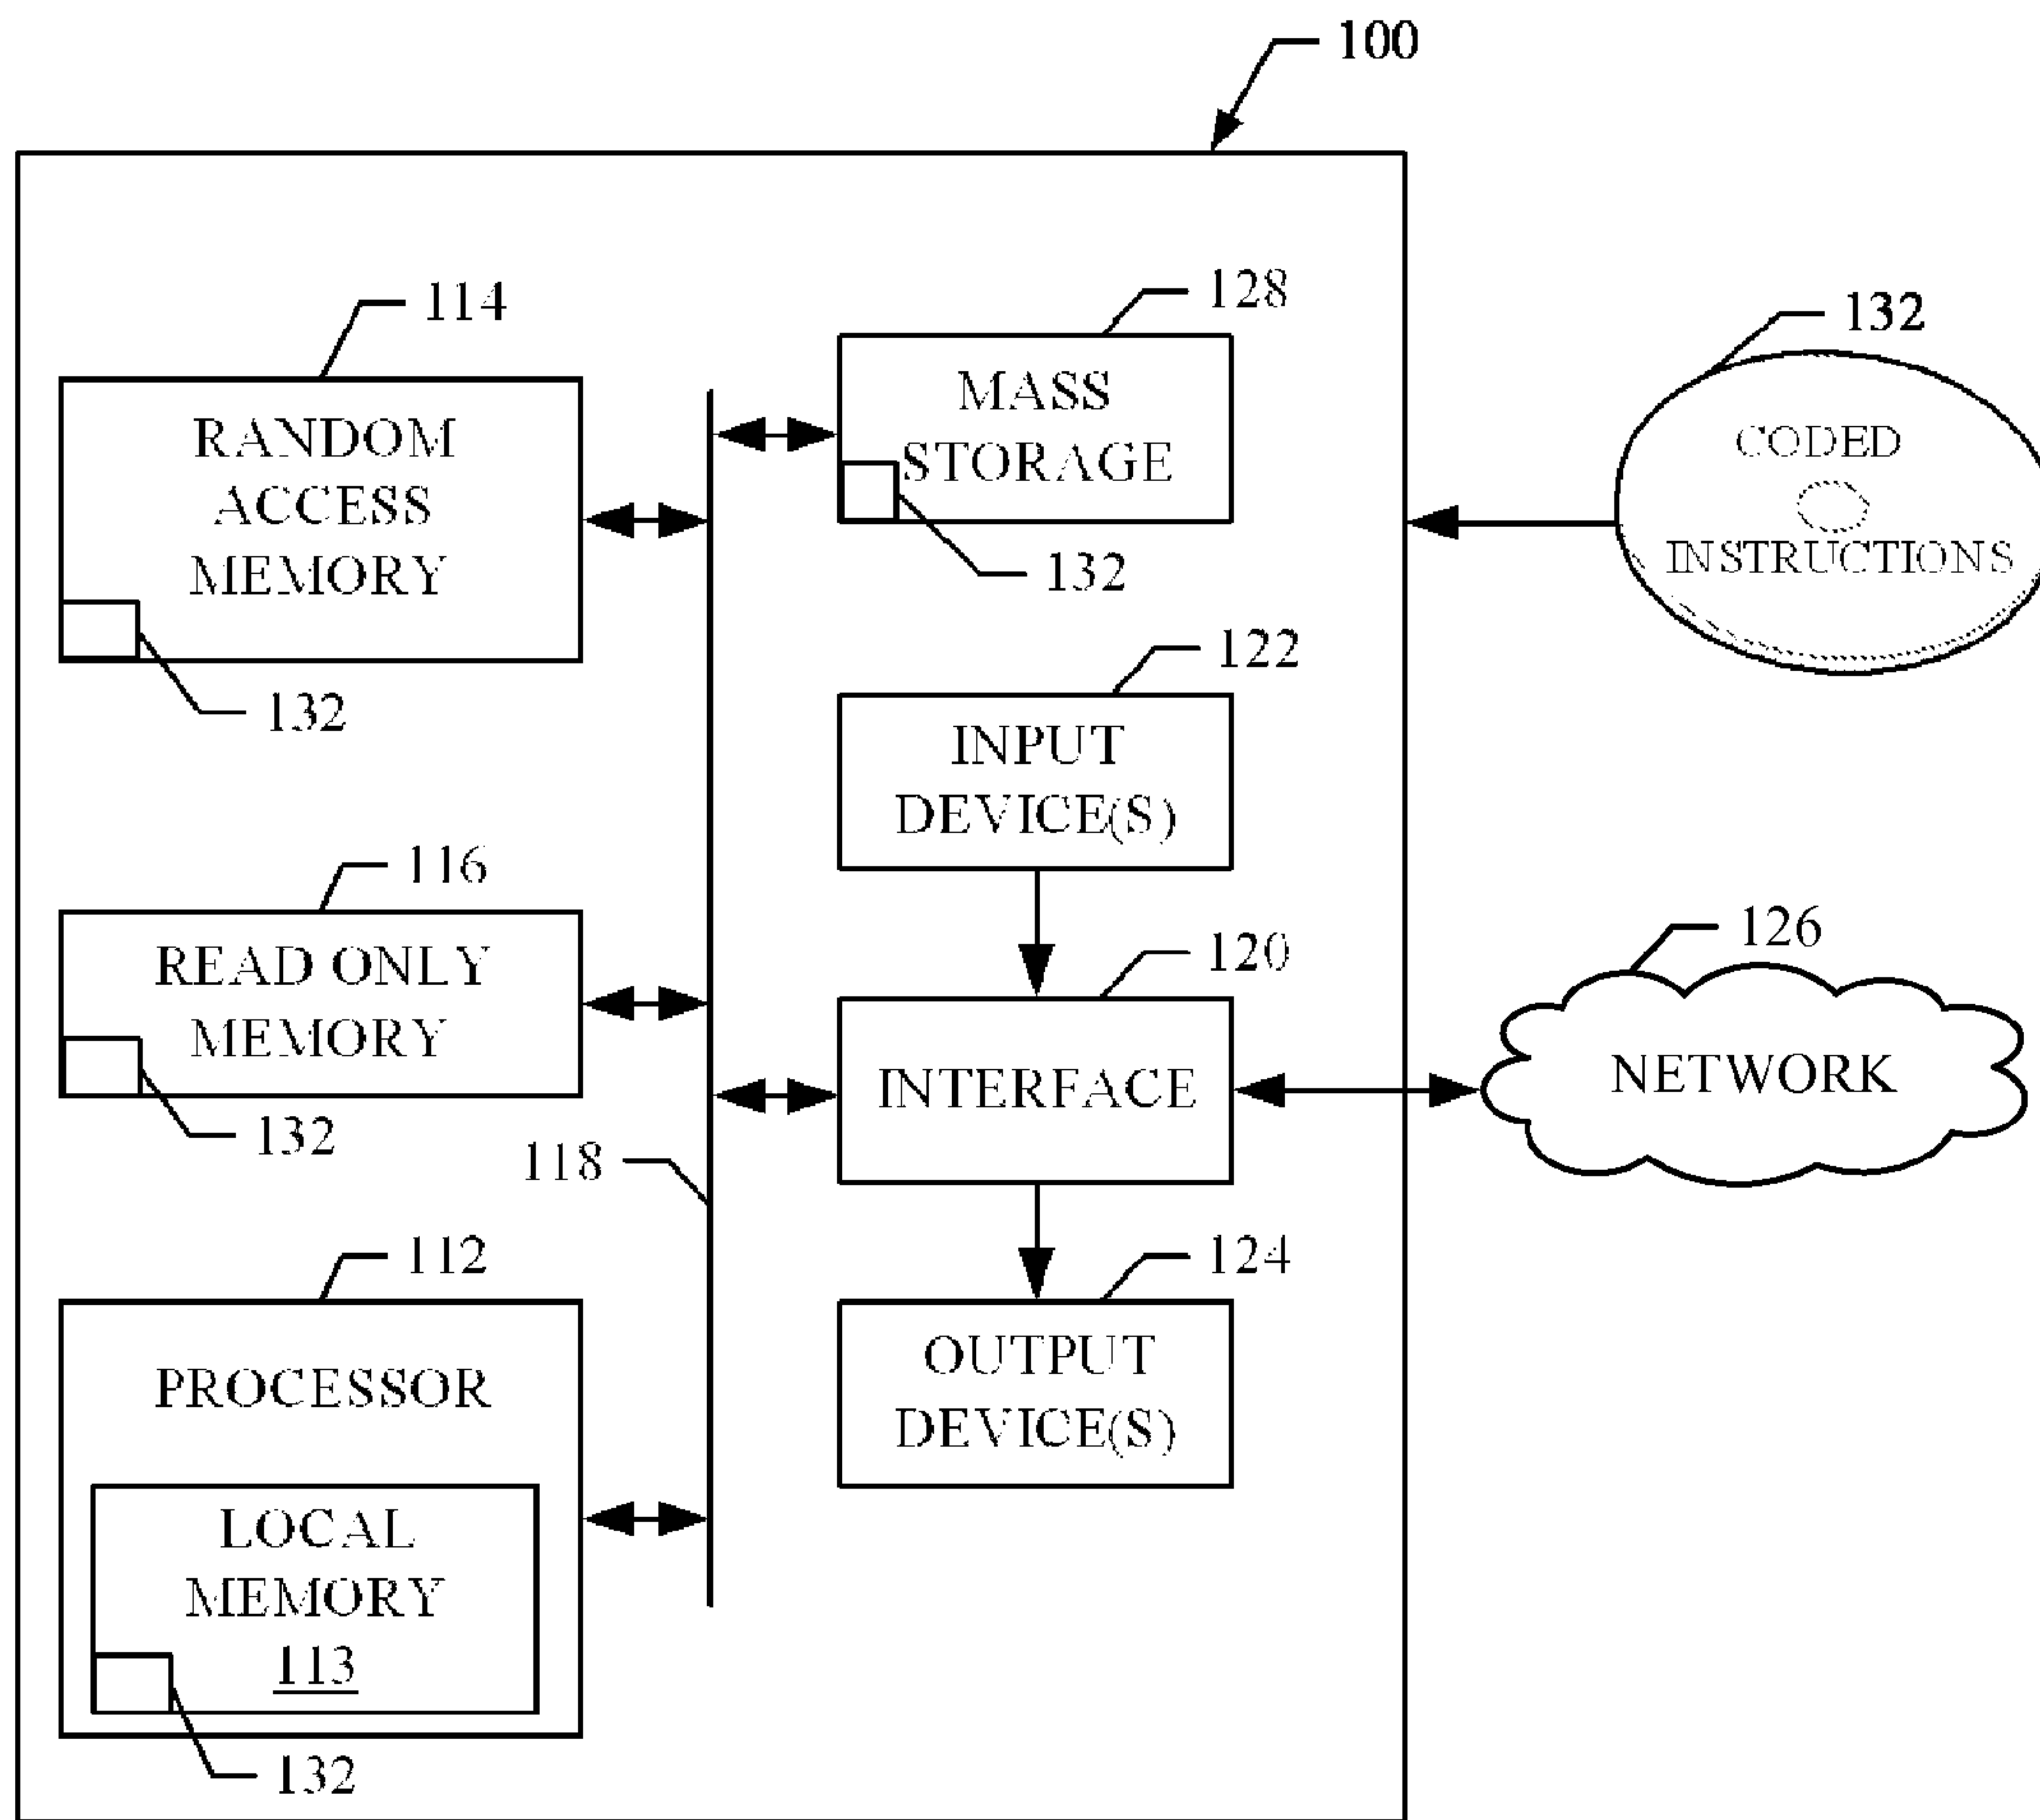 100
114
RANDOM
ACCESS
MEMORY
132
128
MASS
STORAGE
132
132
CODED
INSTRUCTIONS
122
INPUT
DEVICE(S)
116
READ ONLY
MEMORY
132
120
INTERFACE
126
NETWORK
118
112
PROCESSOR
LOCAL
MEMORY
113
132
124
OUTPUT
DEVICE(S)